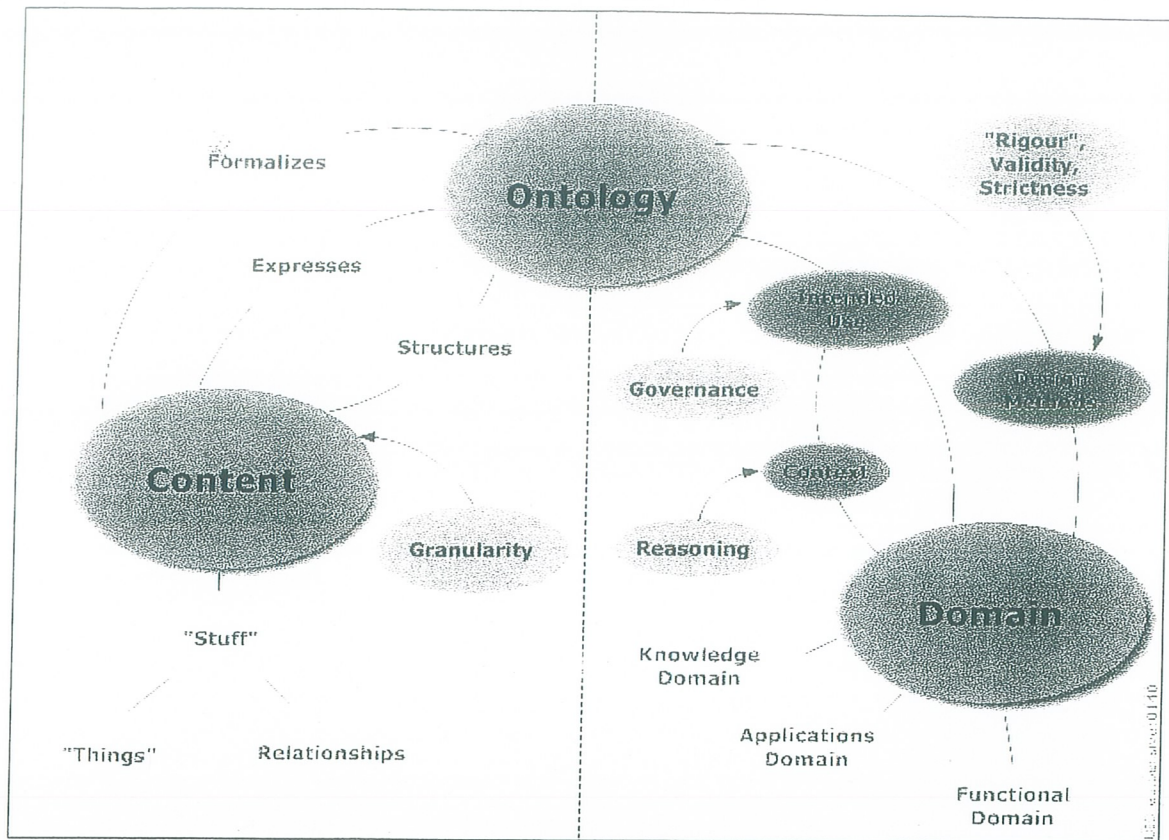 Ontology
Formalizes
Expresses
Structures
Content
Granularity
"Stuff"
"Things"
Relationships
"Rigour",
Validity,
Strictness
Intended
Use
Governance
Design
Methods
Context
Reasoning
Domain
Knowledge
Domain
Applications
Domain
Functional
Domain